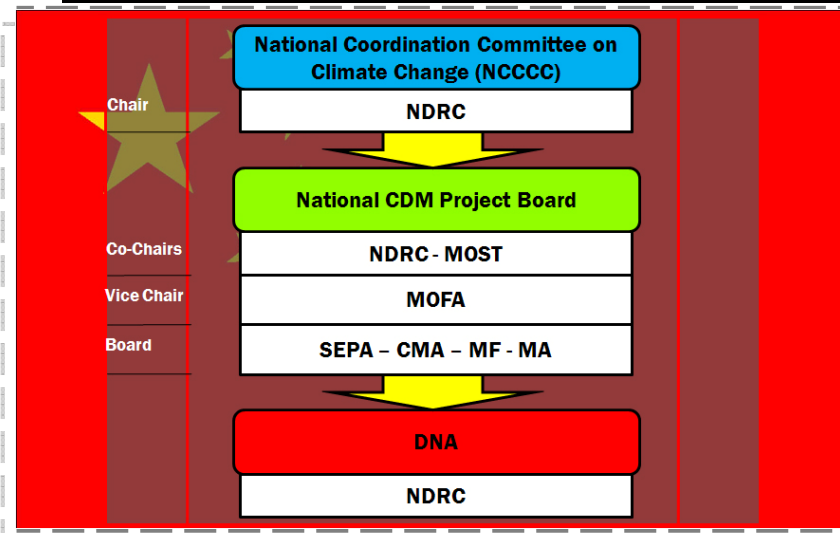 National Coordination Committee on
Climate Change (NCCCC)
Chair
NDRC
National CDM Project Board
Co-Chairs
NDRC - MOST
Vice Chair
MOFA
Board
SEPA – CMA – MF - MA
DNA
NDRC